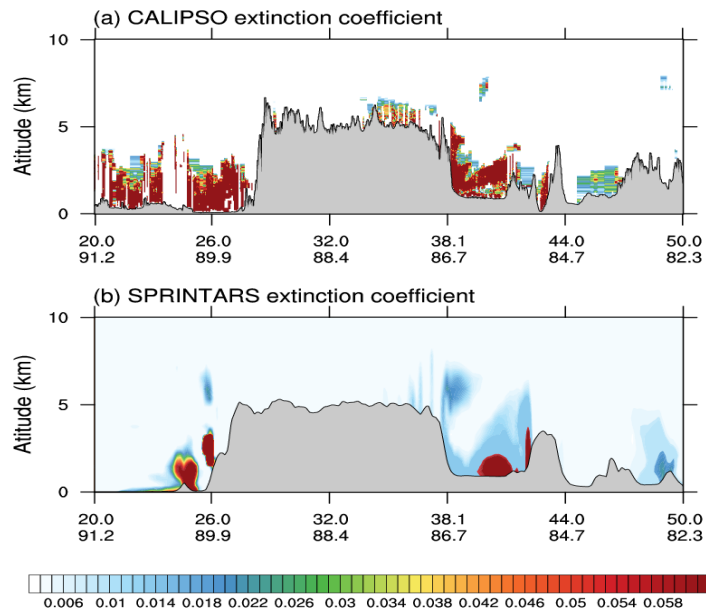 (a) CALIPSO extinction coefficient
10
5
0
Atitude (km)
20.0 26.0 32.0 38.1 44.0 50.0
91.2 89.9 88.4 86.7 84.7 82.3
(b) SPRINTARS extinction coefficient
10
5
0
Atitude (km)
20.0 26.0 32.0 38.1 44.0 50.0
91.2 89.9 88.4 86.7 84.7 82.3
0.006 0.01 0.014 0.018 0.022 0.026 0.03 0.034 0.038 0.042 0.046 0.05 0.054 0.058